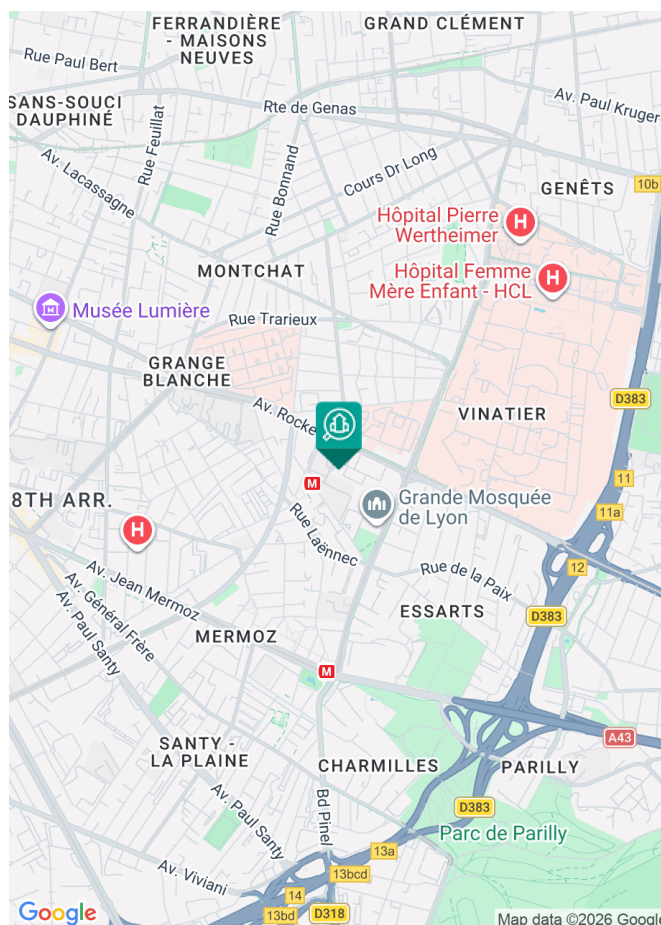 FERRANDIÈRE
- MAISONS
NEUVES
GRAND CLÉMENT
Rue Paul Bert
Av. Paul Kruger
SANS-SOUCI
DAUPHINÉ
Rte de Genas
Rue Feuillat
Av. Lacassagne
Rue Bonnand
Cours Dr Long
10b
GENÊTS
Hôpital Pierre
Wertheimer
H
MONTCHAT
Hôpital Femme
Mère Enfant - HCL
H
Musée Lumière
Rue Trarieux
GRANGE
BLANCHE
D383
Av. Rocke
VINATIER
11
M
8TH ARR.
Grande Mosquée
de Lyon
11a
H
Rue Laënnec
12
Rue de la Paix
Av. Jean Mermoz
Av. Général Frère
Av. Paul Santy
ESSARTS
D383
MERMOZ
M
A43
SANTY -
LA PLAINE
CHARMILLES
PARILLY
Av. Paul Santy
Bd Pinel
D383
Parc de Parilly
13a
Av. Viviani
13bcd
14
13bd
D318
Google
Map data ©2026 Google